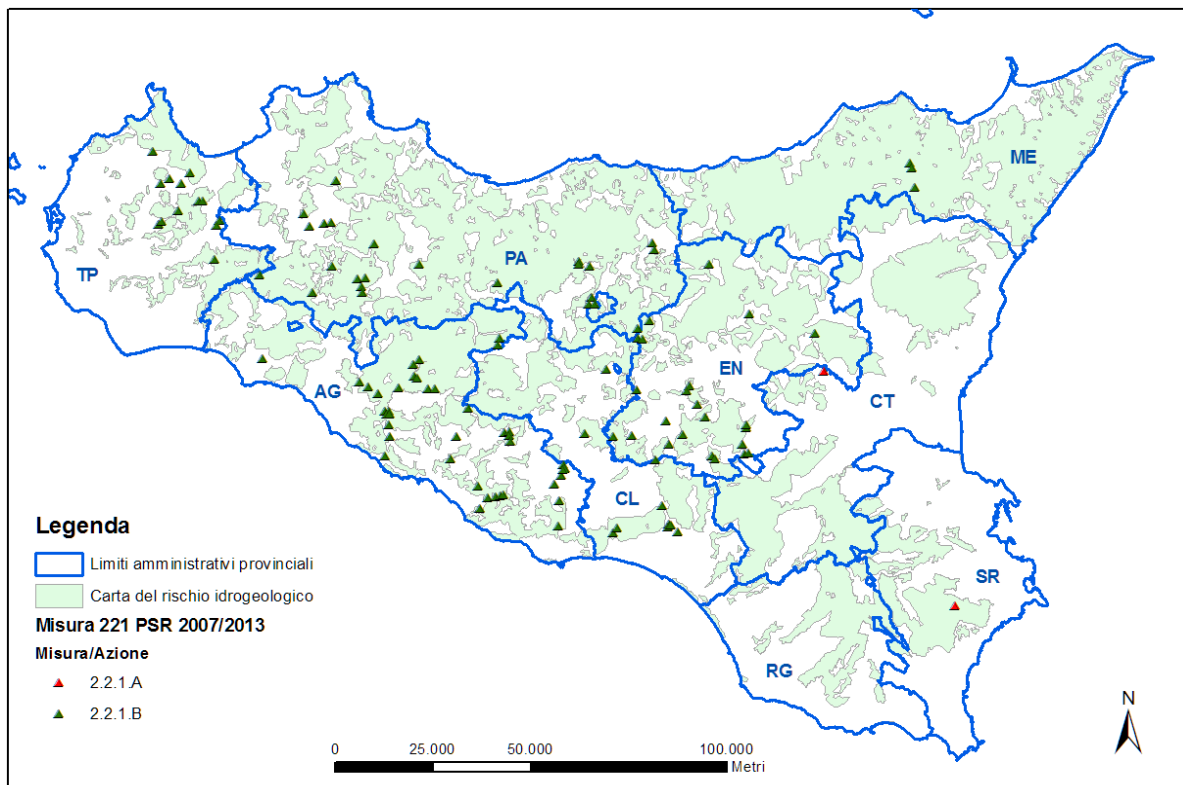 ME
PA
TP
EN
AG
CT
CL
SR
RG
Legenda
Limiti amministrativi provinciali
Carta del rischio idrogeologico
Misura 221 PSR 2007/2013
Misura/Azione
2.2.1.A
2.2.1.B
0 25.000 50.000 100.000
Metri
N